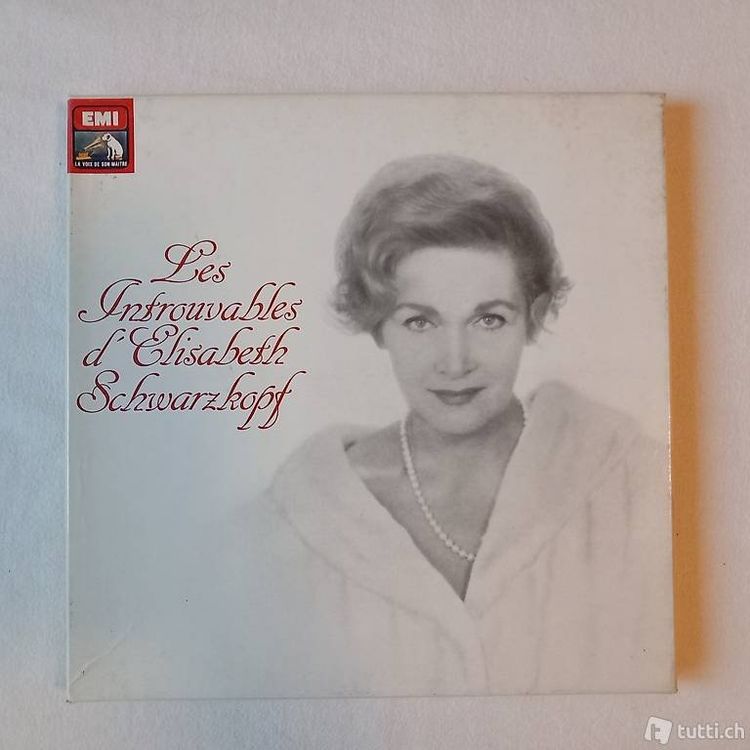 EMI
LA VOIX DE SON MAITRE
Les
Introuvables
d'Elisabeth
Schwarzkopf
tutti.ch